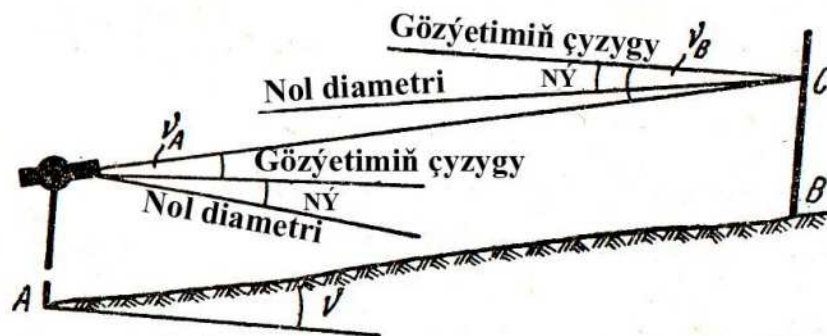 Gözýetimiň çyzygy
ν_B
Nol diametri
NÝ
C
ν_A
Gözýetimiň çyzygy
NÝ
Nol diametri
B
A
ν